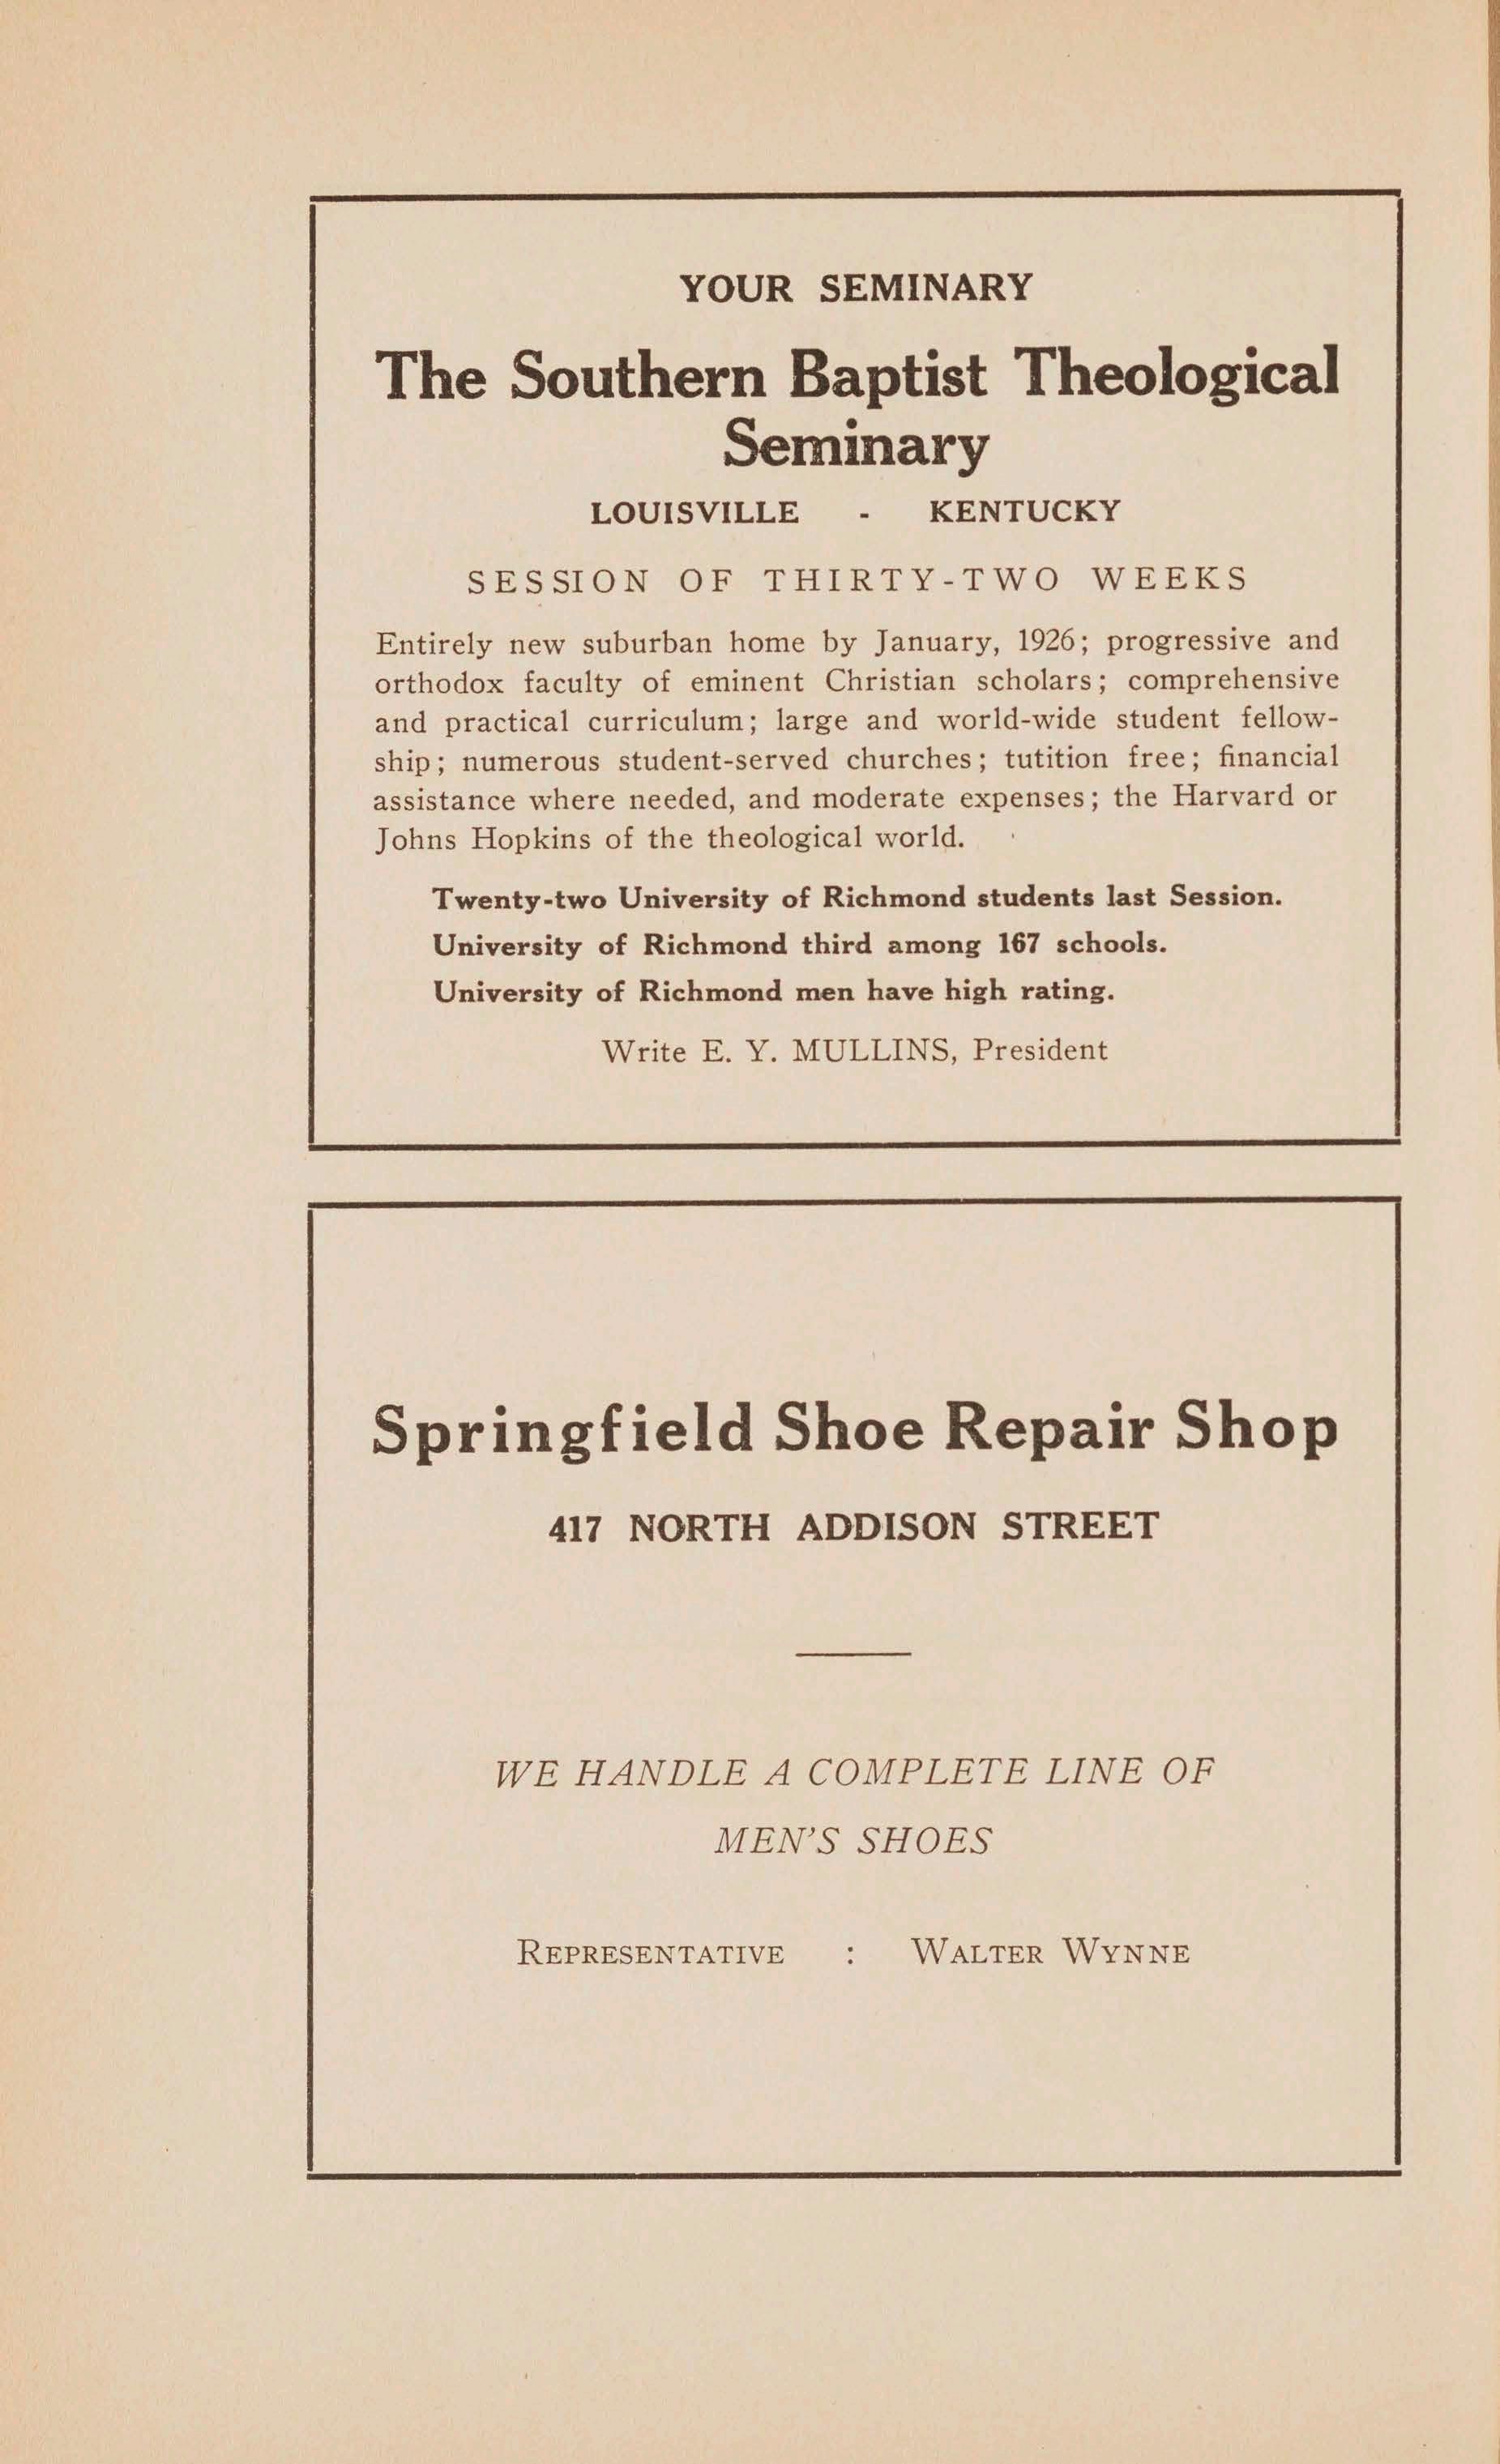 YOUR SEMINARY
The Southern Baptist Theological
Seminary
LOUISVILLE - KENTUCKY
SESSION OF THIRTY-TWO WEEKS
Entirely new suburban home by January, 1926; progressive and
orthodox faculty of eminent Christian scholars; comprehensive
and practical curriculum; large and world-wide student fellow-
ship; numerous student-served churches; tutition free; financial
assistance where needed, and moderate expenses; the Harvard or
Johns Hopkins of the theological world.
Twenty-two University of Richmond students last Session.
University of Richmond third among 167 schools.
University of Richmond men have high rating.
Write E. Y. MULLINS, President
Springfield Shoe Repair Shop
417 NORTH ADDISON STREET
WE HANDLE A COMPLETE LINE OF
MEN'S SHOES
REPRESENTATIVE : WALTER WYNNE